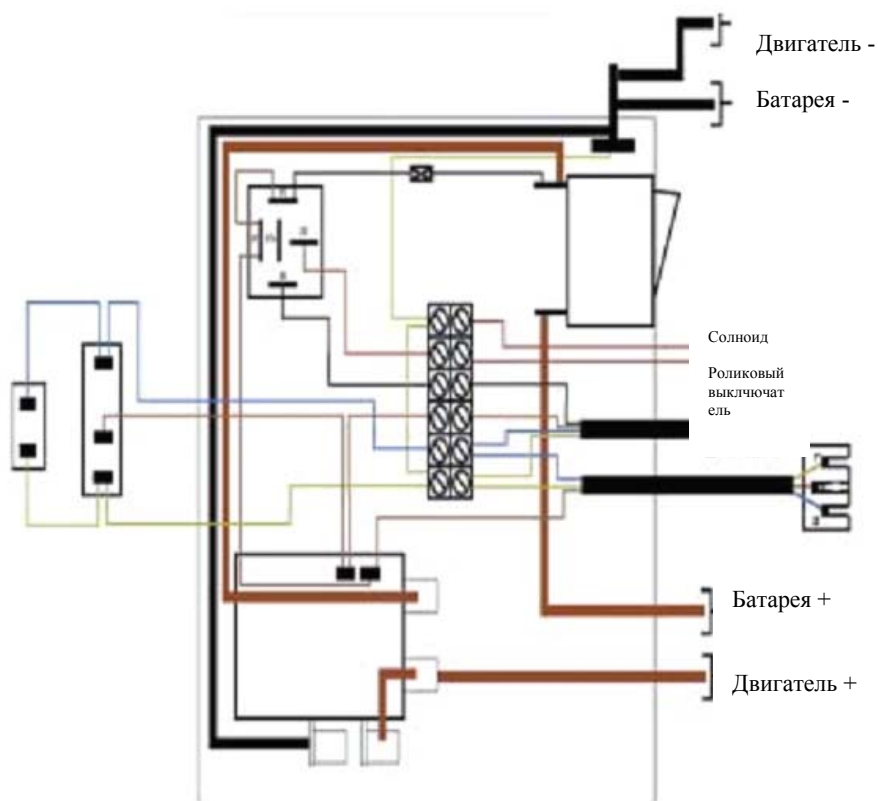 Двигатель -
Батарея -
Солноид
Роликовый
выклчючат
ель
Батарея +
Двигатель +